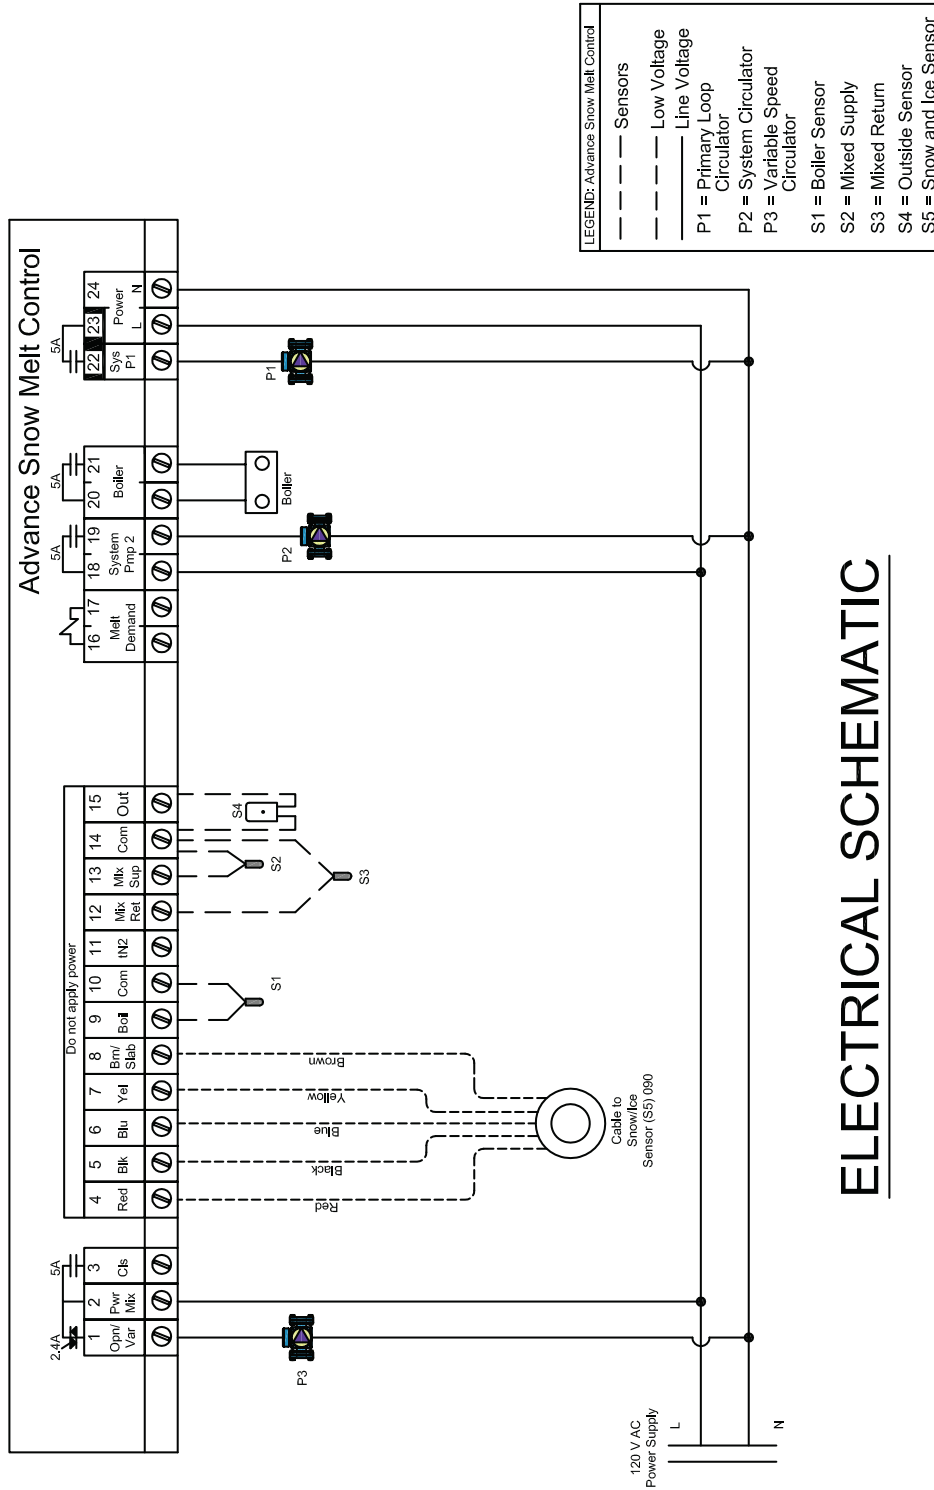 Advance Snow Melt Control
2.4A
5A
1
2
3
Opn/
Var
Pwr
Mix
Cls
Do not apply power
4
5
6
7
8
9
10
11
12
13
14
15
Red
Blk
Blu
Yel
Brn/
Slab
Boil
Com
tN2
Mix
Ret
Mix
Sup
Com
Out
5A
5A
5A
16
17
18
19
20
21
22
23
24
Melt
Demand
System
Pmp 2
Boiler
Sys
P1
Power
L
N
Red
Black
Blue
Yellow
Brown
P3
S1
S2
S3
S4
P2
Boiler
P1
Cable to
Snow/Ice
Sensor (S5) 090
120 V AC
Power Supply
L
N
ELECTRICAL SCHEMATIC
LEGEND: Advance Snow Melt Control
Sensors
Low Voltage
Line Voltage
P1 = Primary Loop
Circulator
P2 = System Circulator
P3 = Variable Speed
Circulator
S1 = Boiler Sensor
S2 = Mixed Supply
S3 = Mixed Return
S4 = Outside Sensor
S5 = Snow and Ice Sensor